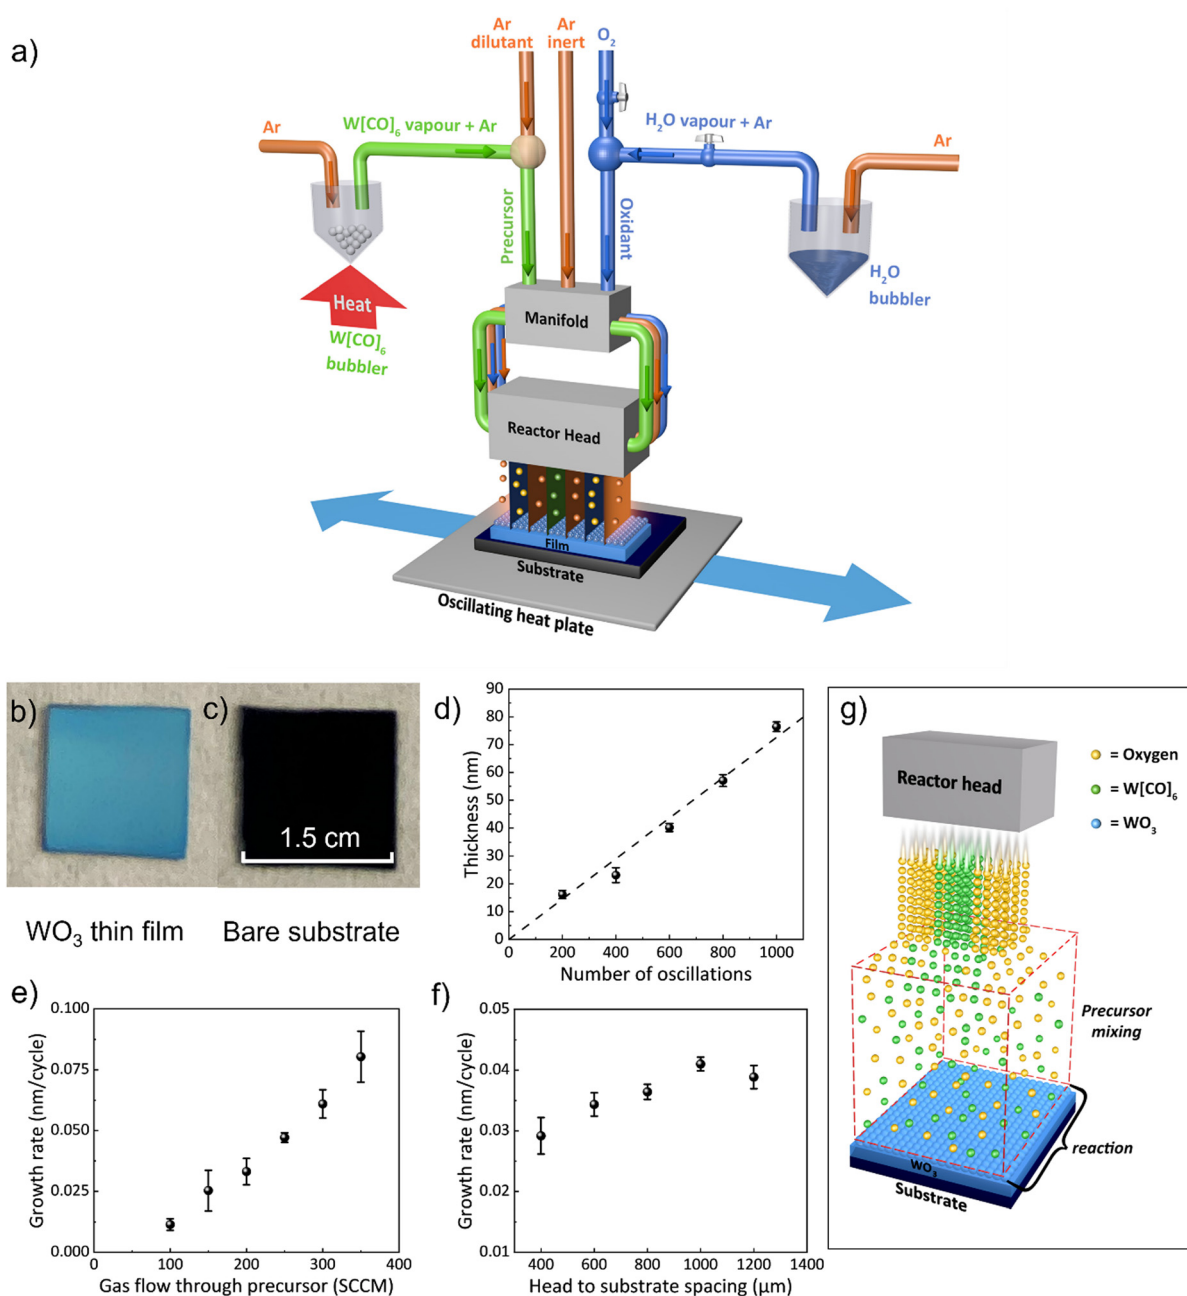 a)
Ar
dilutant
Ar
inert
O₂
Ar
W[CO]₆ vapour + Ar
H₂O vapour + Ar
Ar
Precursor
Oxidant
Heat
W[CO]₆
bubbler
H₂O
bubbler
Manifold
Reactor Head
Film
Substrate
Oscillating heat plate
b)
c)
1.5 cm
WO₃ thin film
Bare substrate
d)
90
80
70
60
50
40
30
20
10
0
Thickness (nm)
0
200
400
600
800
1000
Number of oscillations
e)
0.100
0.075
0.050
0.025
0.000
Growth rate (nm/cycle)
0
100
200
300
400
Gas flow through precursor (SCCM)
f)
0.05
0.04
0.03
0.02
0.01
Growth rate (nm/cycle)
400
600
800
1000
1200
1400
Head to substrate spacing (µm)
g)
Reactor head
= Oxygen
= W[CO]₆
= WO₃
Precursor
mixing
reaction
WO₃
Substrate